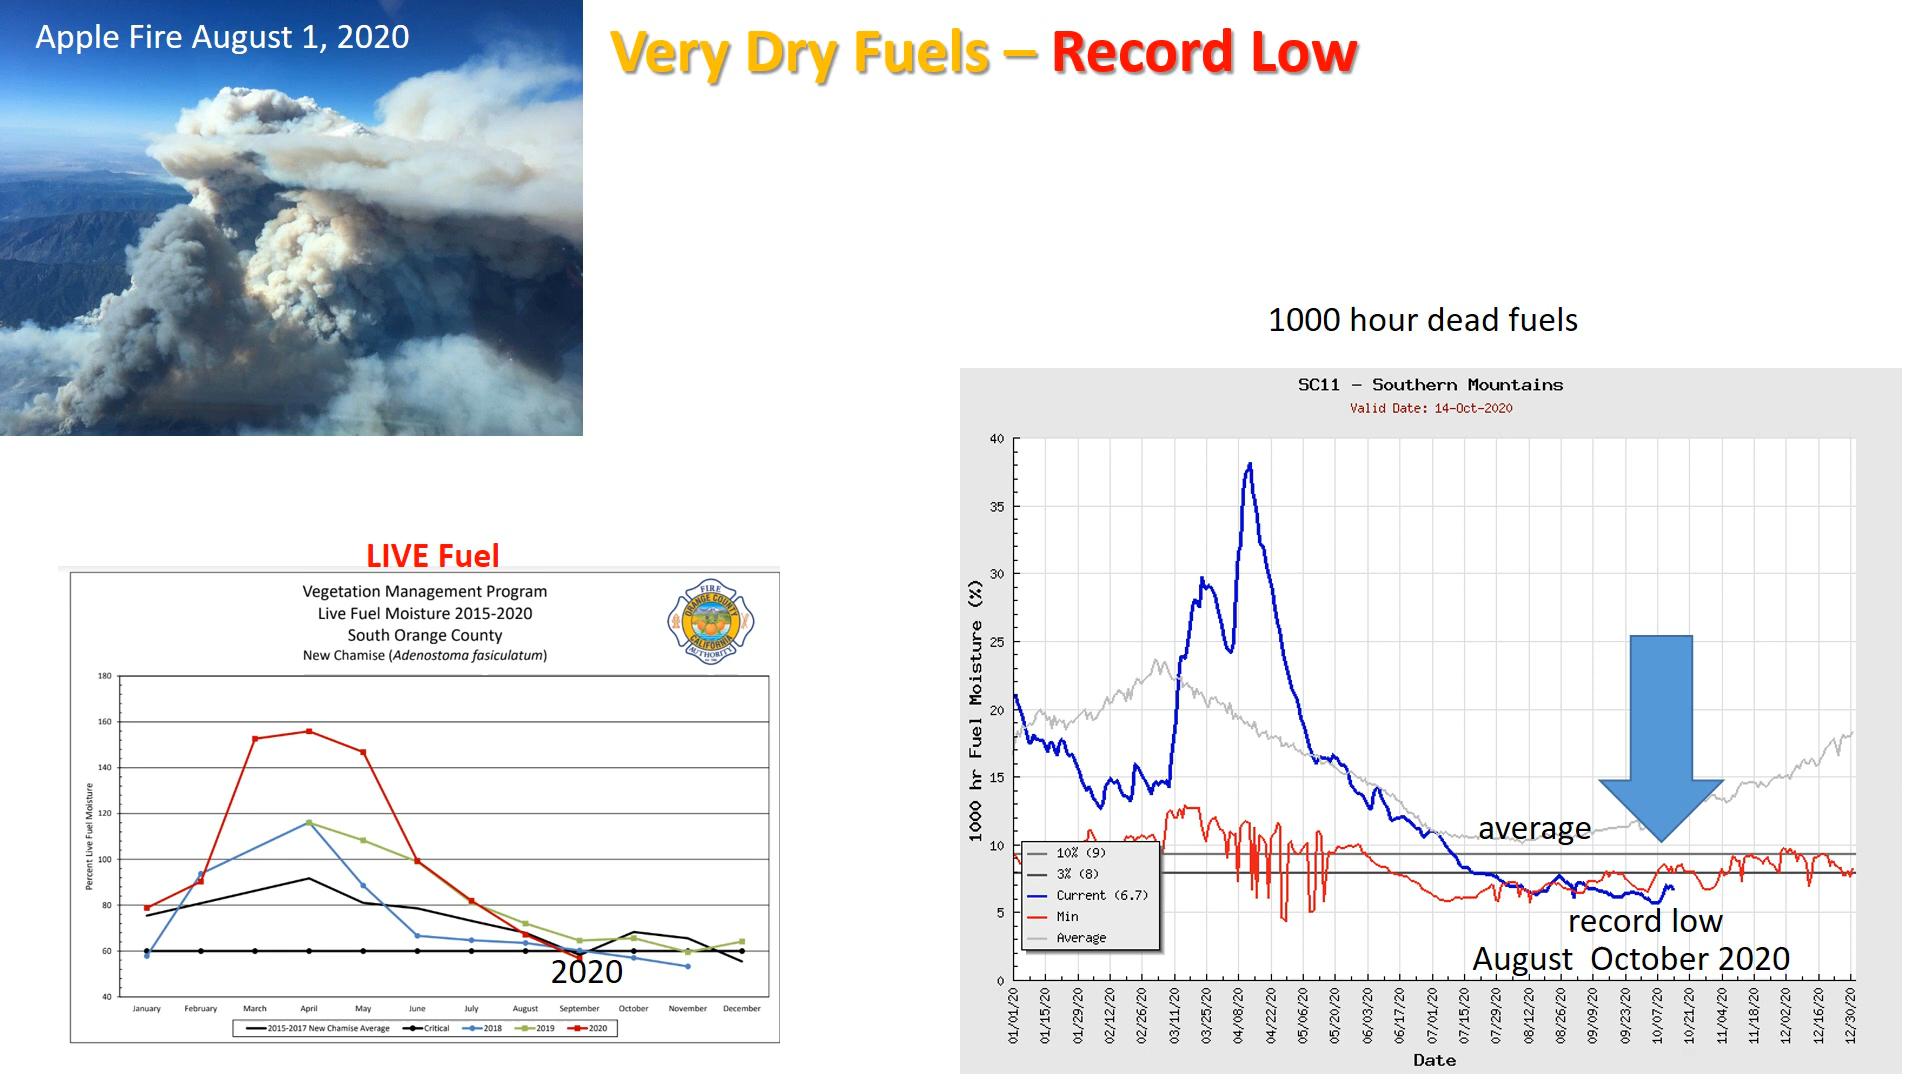 Apple Fire August 1, 2020
Very Dry Fuels – Record Low
LIVE Fuel
Vegetation Management Program
Live Fuel Moisture 2015-2020
South Orange County
New Chamise (Adenostoma fasiculatum)
FIRE
ORANGE COUNTY
CALIFORNIA
AUTHORITY
Percent Live Fuel Moisture
180
160
140
120
100
80
60
40
2020
January February March April May June July August September October November December
2015-2017 New Chamise Average Critical 2018 2019 2020
1000 hour dead fuels
SC11 - Southern Mountains
Valid Date: 14-Oct-2020
1000 hr Fuel Moisture (%)
40
35
30
25
20
15
10
5
0
average
10% (9)
3% (8)
Current (6.7)
Min
Average
record low
August October 2020
01/01/20 01/15/20 01/29/20 02/12/20 02/26/20 03/11/20 03/25/20 04/08/20 04/22/20 05/06/20 05/20/20 06/03/20 06/17/20 07/01/20 07/15/20 07/29/20 08/12/20 08/26/20 09/09/20 09/23/20 10/07/20 10/21/20 11/04/20 11/18/20 12/02/20 12/16/20 12/30/20
Date